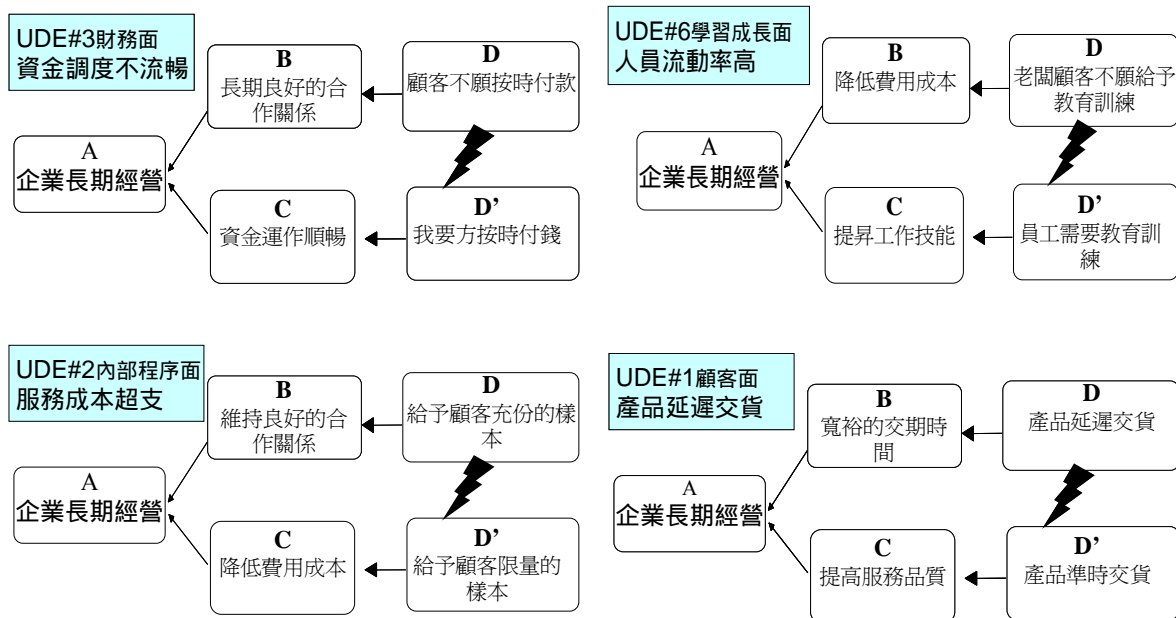 UDE#3財務面
資金調度不流暢
B
長期良好的合
作關係
D
顧客不願按時付款
A
企業長期經營
C
資金運作順暢
D’
我要方按時付錢
UDE#6學習成長面
人員流動率高
B
降低費用成本
D
老闆顧客不願給予
教育訓練
A
企業長期經營
C
提昇工作技能
D’
員工需要教育訓
練
UDE#2內部程序面
服務成本超支
B
維持良好的合
作關係
D
給予顧客充份的樣
本
A
企業長期經營
C
降低費用成本
D’
給予顧客限量的
樣本
UDE#1顧客面
產品延遲交貨
B
寬裕的交期時
間
D
產品延遲交貨
A
企業長期經營
C
提高服務品質
D’
產品準時交貨